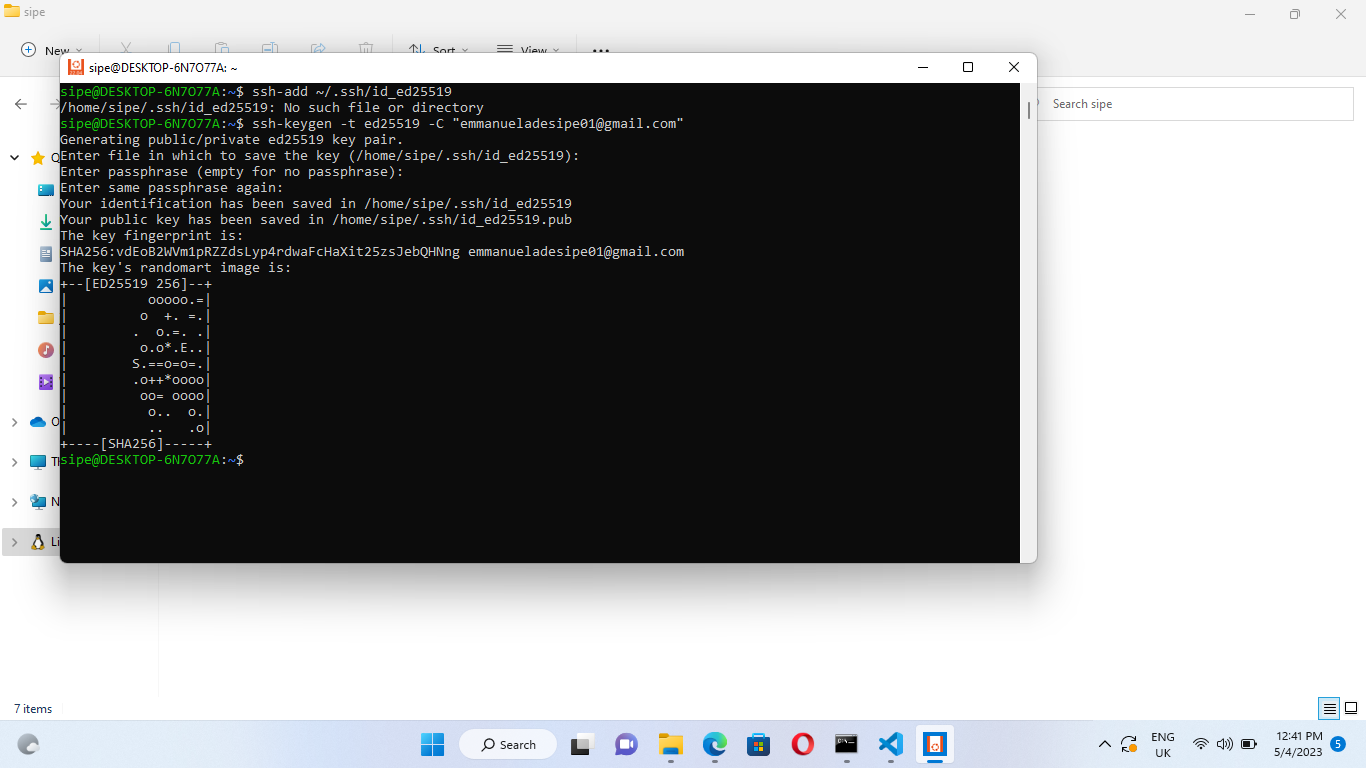 sipe
New
Sort
View
sipe@DESKTOP-6N7O77A: ~
Search sipe
sipe@DESKTOP-6N7O77A:~$ ssh-add ~/.ssh/id_ed25519
/home/sipe/.ssh/id_ed25519: No such file or directory
sipe@DESKTOP-6N7O77A:~$ ssh-keygen -t ed25519 -C "emmanueladesipe01@gmail.com"
Generating public/private ed25519 key pair.
Enter file in which to save the key (/home/sipe/.ssh/id_ed25519):
Enter passphrase (empty for no passphrase):
Enter same passphrase again:
Your identification has been saved in /home/sipe/.ssh/id_ed25519
Your public key has been saved in /home/sipe/.ssh/id_ed25519.pub
The key fingerprint is:
SHA256:vdEoB2WVm1pRZZdsLyp4rdwaFcHaXit25zsJebQHNng emmanueladesipe01@gmail.com
The key's randomart image is:
+--[ED25519 256]--+
|          ooooo.=|
|         o  +. =.|
|        .  o.=. .|
|         o.o*.E..|
|        S.==o=o=.|
|        .o++*oooo|
|         oo= oooo|
|          o..  o.|
|          ..   .o|
+----[SHA256]-----+
sipe@DESKTOP-6N7O77A:~$
7 items
Search
ENG
UK
12:41 PM
5/4/2023
5